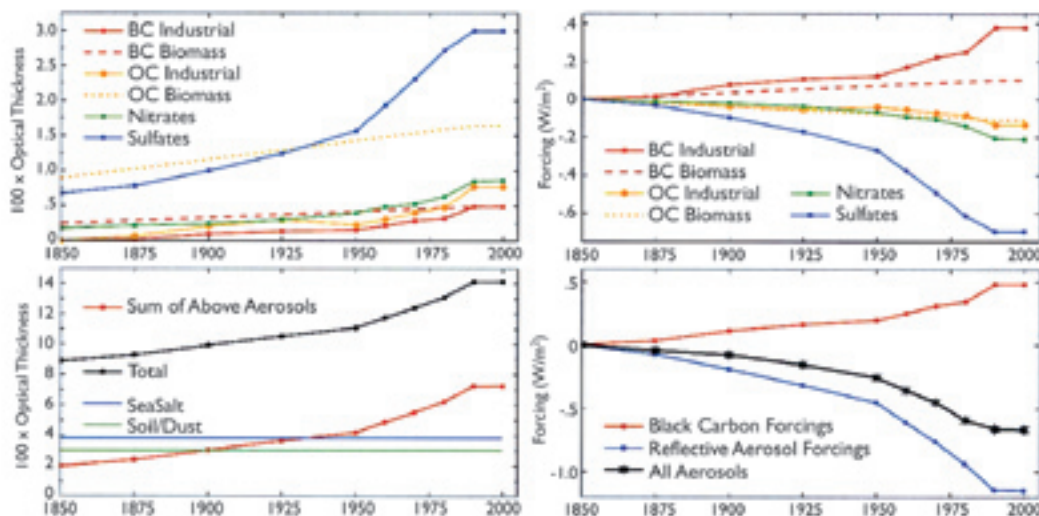 100 x Optical Thickness
3.0
2.5
2.0
1.5
1.0
.5
0
BC Industrial
BC Biomass
OC Industrial
OC Biomass
Nitrates
Sulfates
1850 1875 1900 1925 1950 1975 2000
Forcing (W/m²)
.4
.2
0
-.2
-.4
-.6
BC Industrial
BC Biomass
OC Industrial
OC Biomass
Nitrates
Sulfates
1850 1875 1900 1925 1950 1975 2000
100 x Optical Thickness
14
12
10
8
6
4
2
0
Sum of Above Aerosols
Total
SeaSalt
Soil/Dust
1850 1875 1900 1925 1950 1975 2000
Forcing (W/m²)
.5
0
-.5
-1.0
Black Carbon Forcings
Reflective Aerosol Forcings
All Aerosols
1850 1875 1900 1925 1950 1975 2000